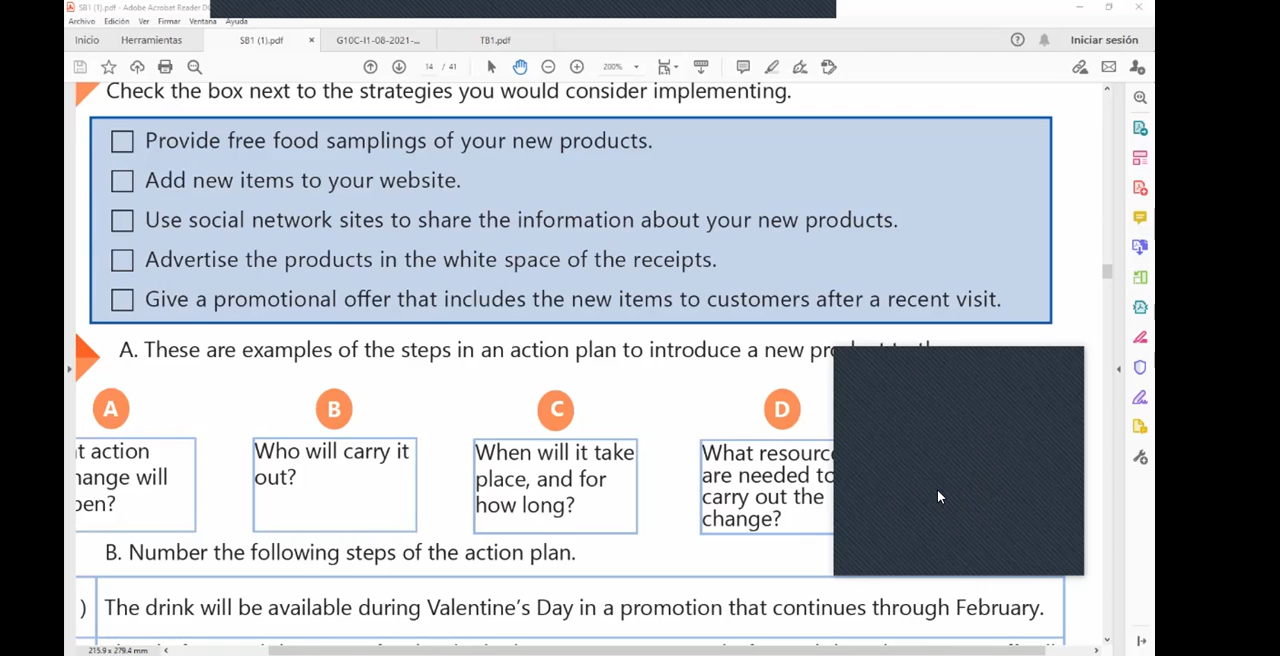 SB1 (1).pdf - Adobe Acrobat Reader
Archivo Edición Ver Firmar Ventana Ayuda
Inicio Herramientas SB1 (1).pdf × G10C-I1-08-2021-... TB1.pdf Iniciar sesión
14 / 41 200%
Check the box next to the strategies you would consider implementing.
Provide free food samplings of your new products.
Add new items to your website.
Use social network sites to share the information about your new products.
Advertise the products in the white space of the receipts.
Give a promotional offer that includes the new items to customers after a recent visit.
A. These are examples of the steps in an action plan to introduce a new
A B C D
t action
hange will
pen?
Who will carry it
out?
When will it take
place, and for
how long?
What resourc
are needed to
carry out the
change?
B. Number the following steps of the action plan.
) The drink will be available during Valentine's Day in a promotion that continues through February.
215.9 x 279.4 mm